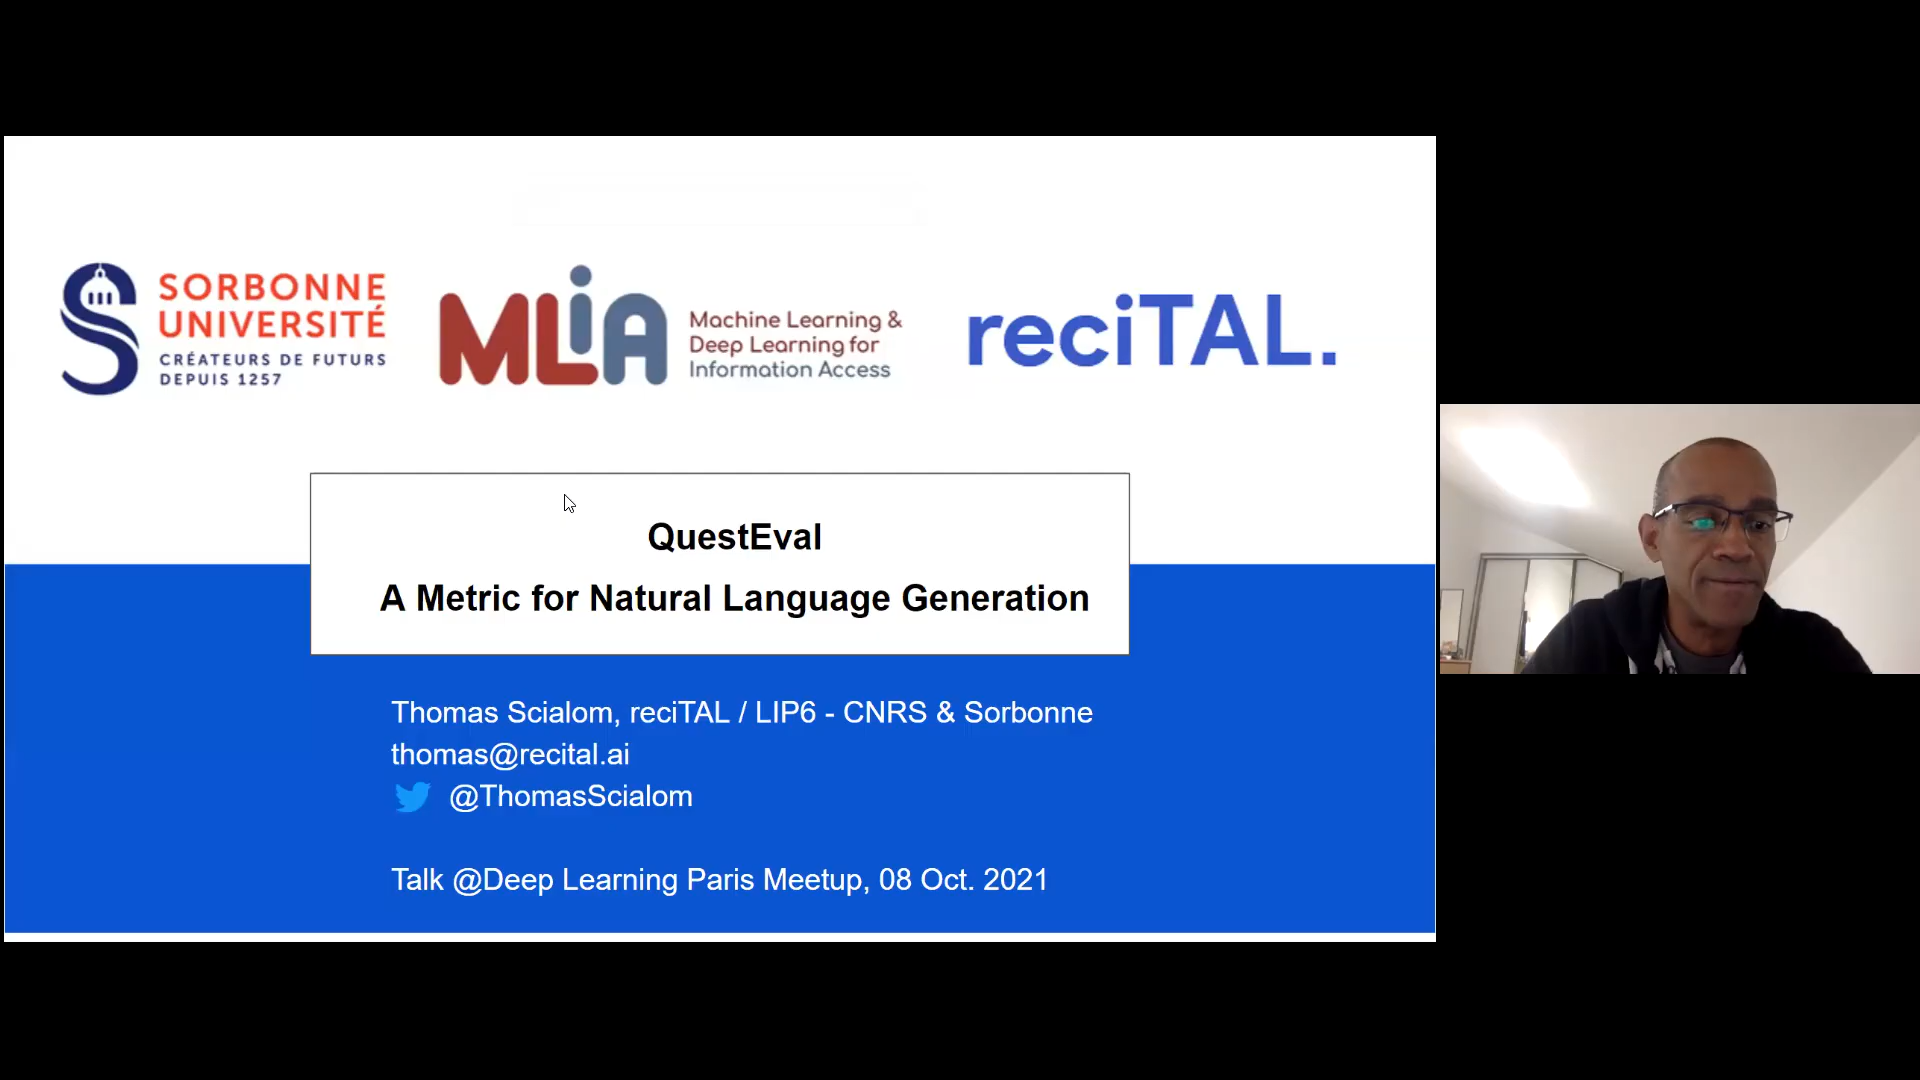 SORBONNE
UNIVERSITÉ
CRÉATEURS DE FUTURS
DEPUIS 1257
MLiA
Machine Learning &
Deep Learning for
Information Access
reciTAL.
QuestEval
A Metric for Natural Language Generation
Thomas Scialom, reciTAL / LIP6 - CNRS & Sorbonne
thomas@recital.ai
@ThomasScialom
Talk @Deep Learning Paris Meetup, 08 Oct. 2021